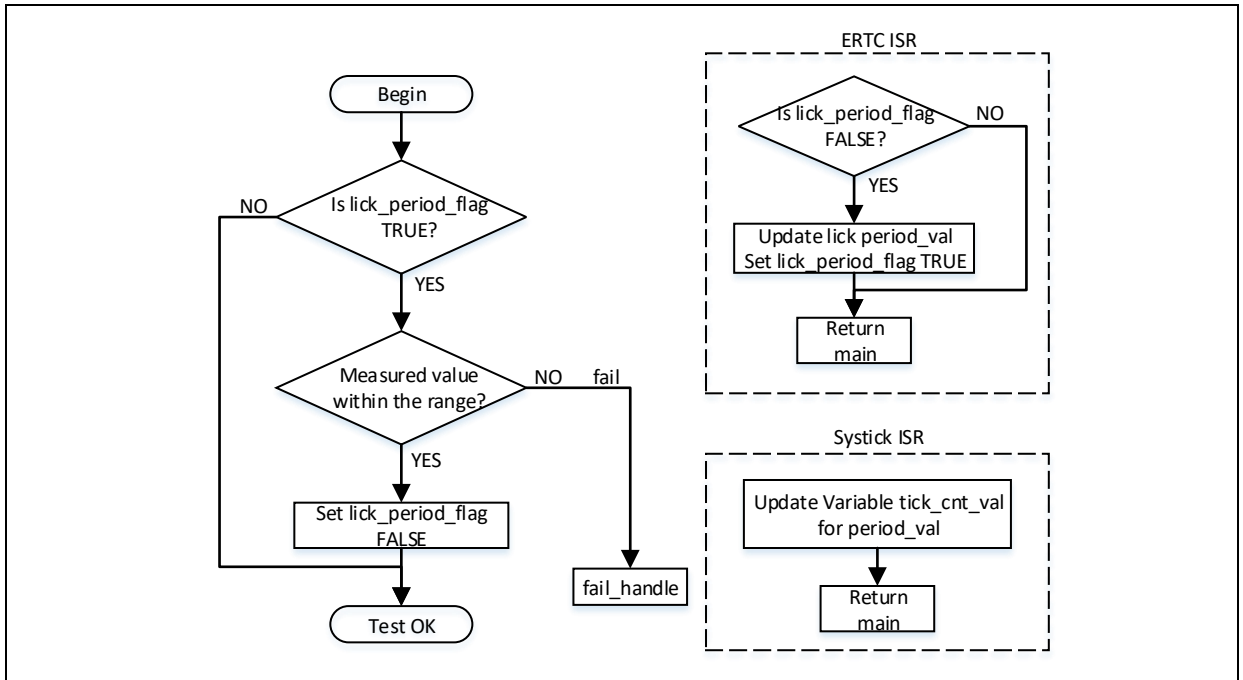 Begin
Is lick_period_flag
TRUE?
NO
YES
Measured value
within the range?
NO fail
YES
Set lick_period_flag
FALSE
fail_handle
Test OK
ERTC ISR
Is lick_period_flag
FALSE?
NO
YES
Update lick period_val
Set lick_period_flag TRUE
Return
main
Systick ISR
Update Variable tick_cnt_val
for period_val
Return
main